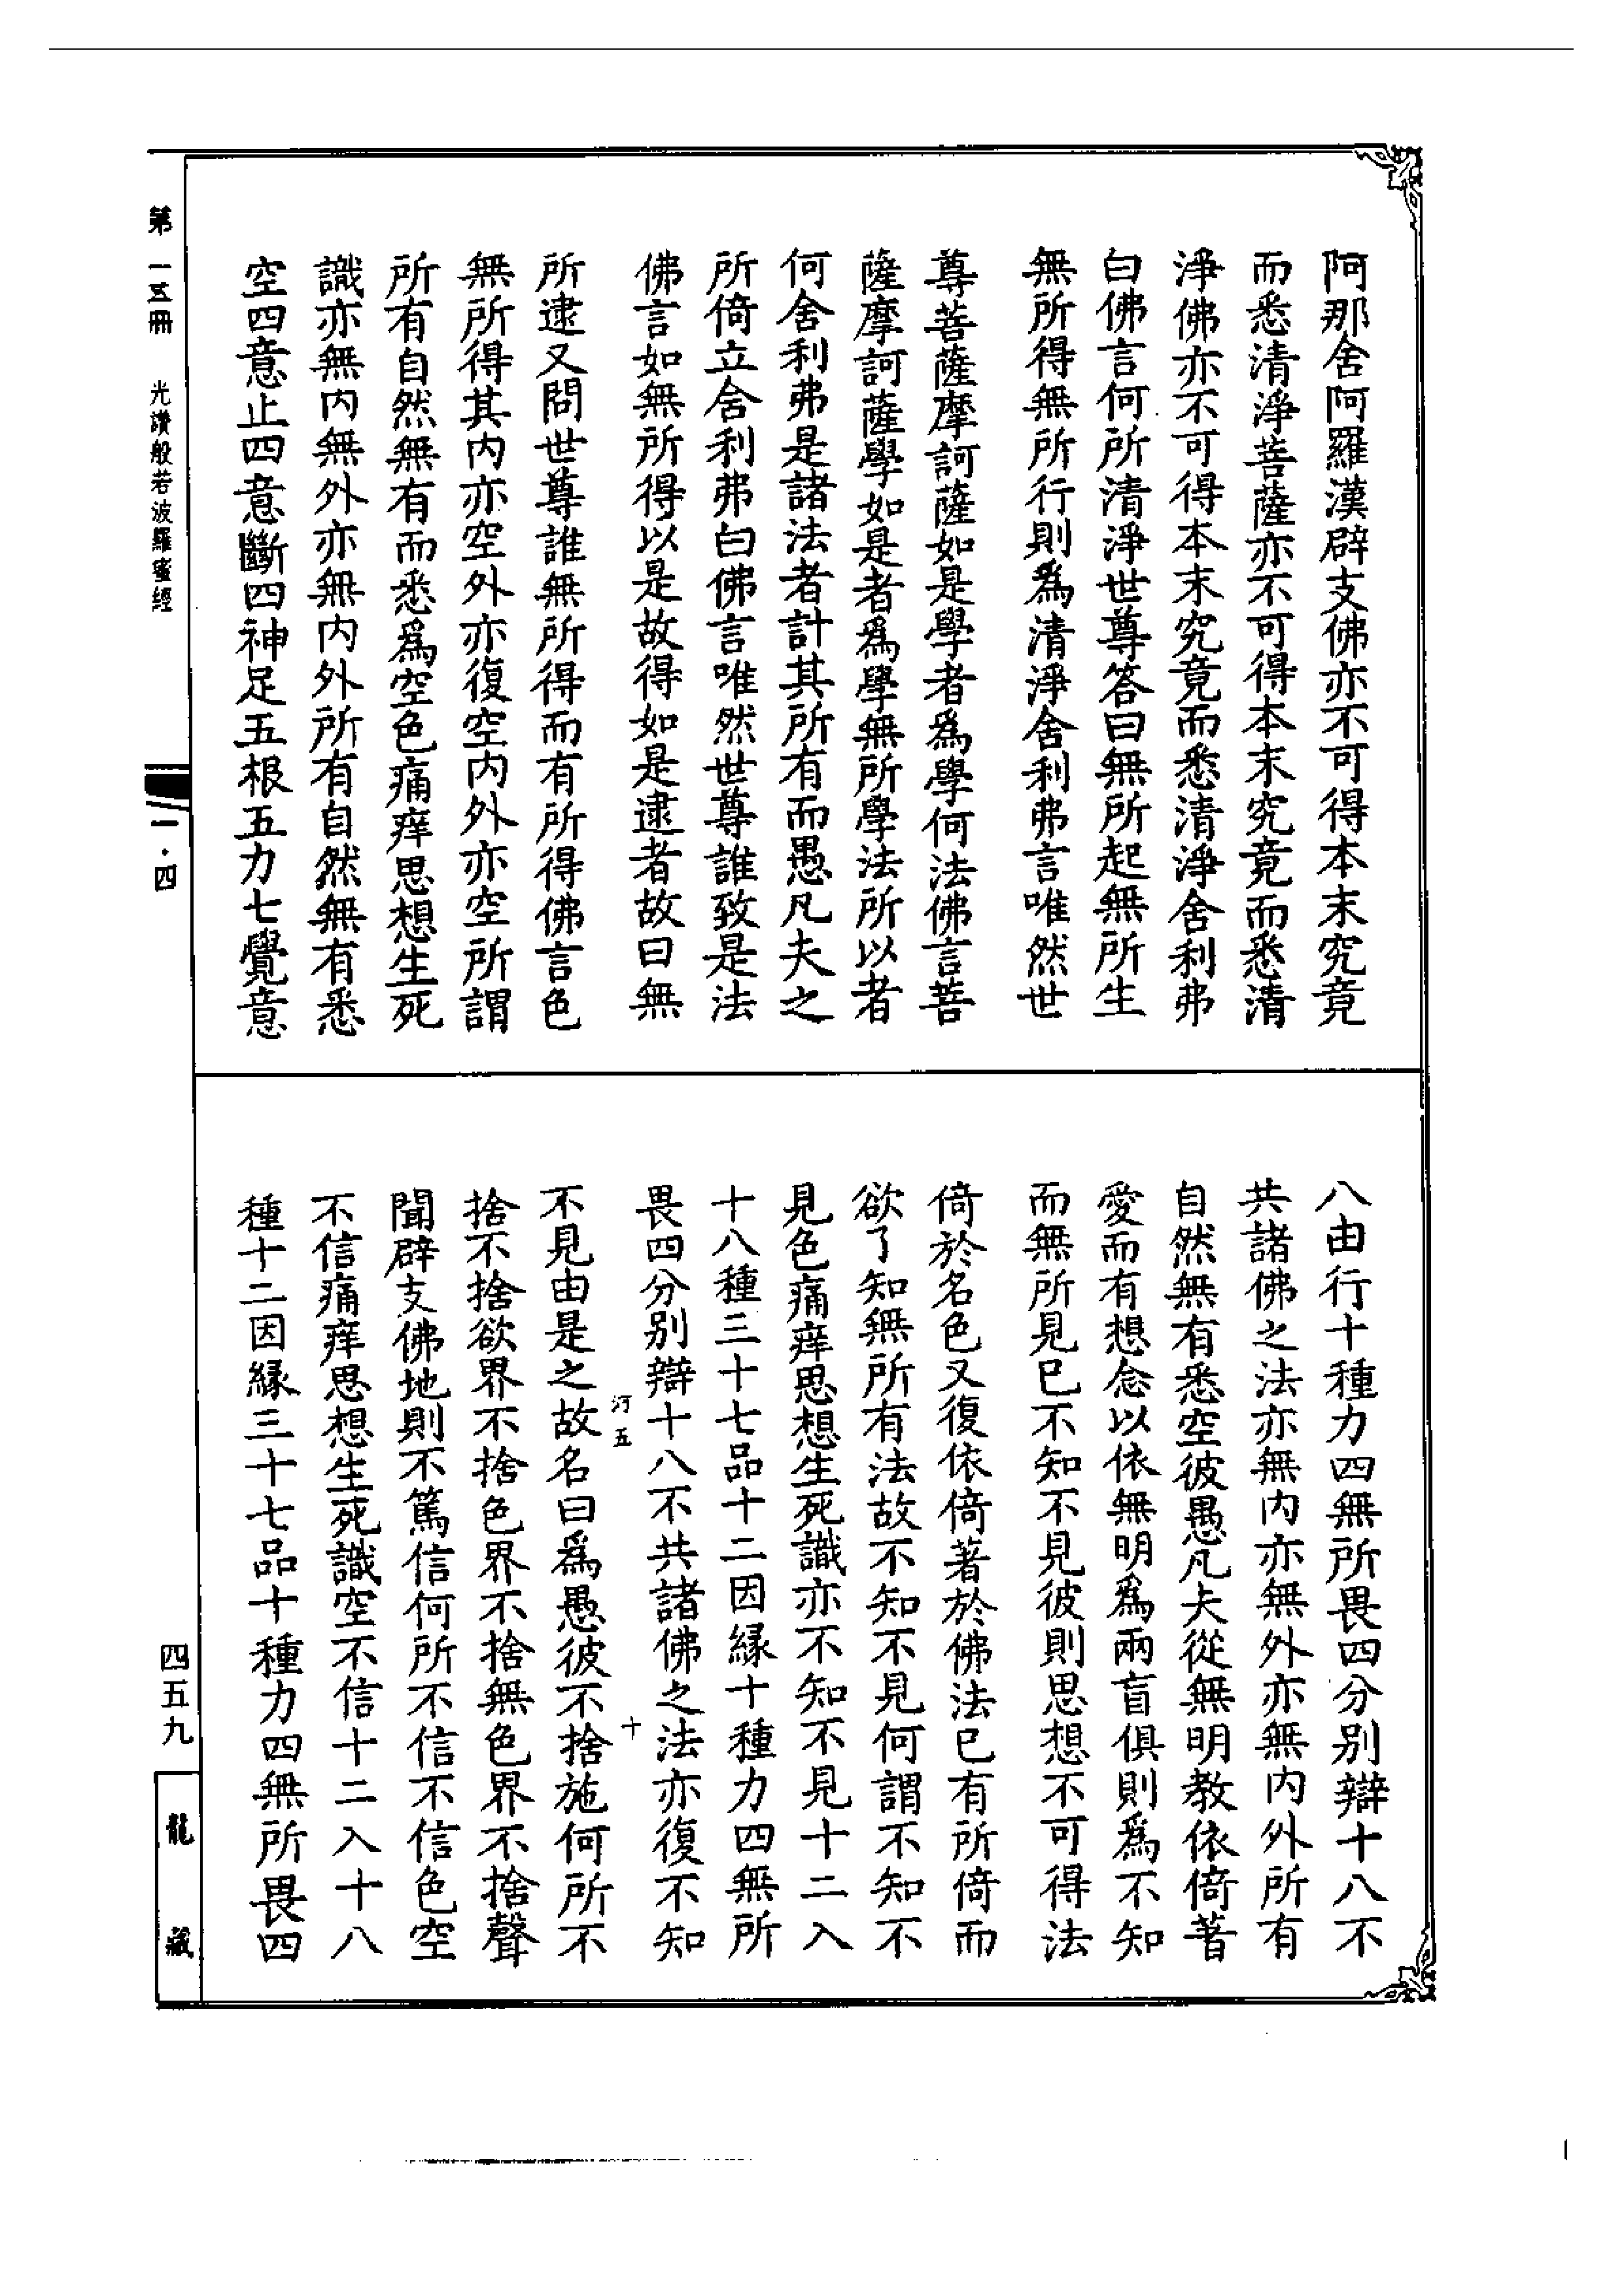 阿那舍阿羅漢辟支佛亦不可得本末究竟
而悉清淨菩薩亦不可得本末究竟而悉清
淨佛亦不可得本末究竟而悉清淨舍利弗
白佛言何所清淨世尊答曰無所起無所生
無所得無所行則爲清淨舍利弗言唯然世
尊菩薩摩訶薩如是學者爲學何法佛言菩
薩摩訶薩學如是者爲學無所學法所以者
何舍利弗是諸法者計其所有而愚凡夫之
所倚立舍利弗白佛言唯然世尊誰致是法
佛言如無所得以是故得如是逮者故曰無
所逮又問世尊誰無所得而有所得佛言色
無所得其内亦空外亦復空内外亦空所謂
所有自然無有而悉爲空色痛痒思想生死
識亦無内無外亦無内外所有自然無有悉
空四意止四意斷四神足五根五力七覺意
八由行十種力四無所畏四分別辯十八不
共諸佛之法亦無内亦無外亦無内外所有
自然無有悉空彼愚凡夫從無明教依倚著
愛而有想念以依無明爲兩盲俱則爲不知
而無所見已不知不見彼則思想不可得法
倚於名色又復依倚著於佛法已有所倚而
欲了知無所有法故不知不見何謂不知不
見色痛痒思想生死識亦不知不見十二入
十八種三十七品十二因緣十種力四無所
畏四分別辯十八不共諸佛之法亦復不知
汅五 十
不見由是之故名曰爲愚彼不捨施何所不
捨不捨欲界不捨色界不捨無色界不捨聲
聞辟支佛地則不篤信何所不信不信色空
不信痛痒思想生死識空不信十二入十八
種十二因緣三十七品十種力四無所畏四
第一五冊 光讚般若波羅蜜經 一·四
四五九
龍藏